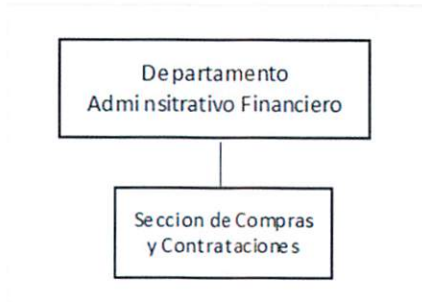 Departamento
Adminsitrativo Financiero
Seccion de Compras
y Contrataciones